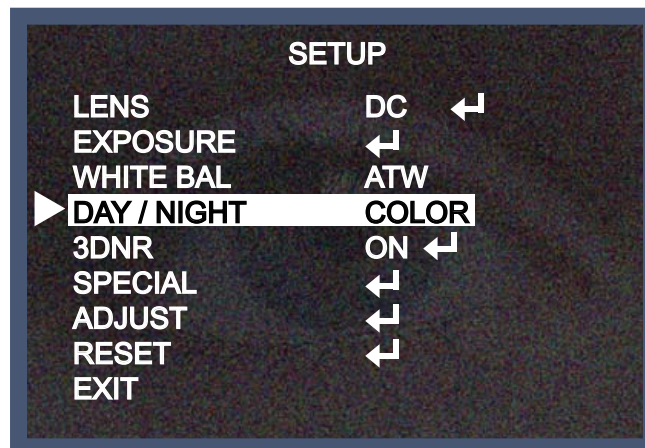 SETUP
LENS DC ↵
EXPOSURE ↵
WHITE BAL ATW
DAY / NIGHT COLOR
3DNR ON ↵
SPECIAL ↵
ADJUST ↵
RESET ↵
EXIT